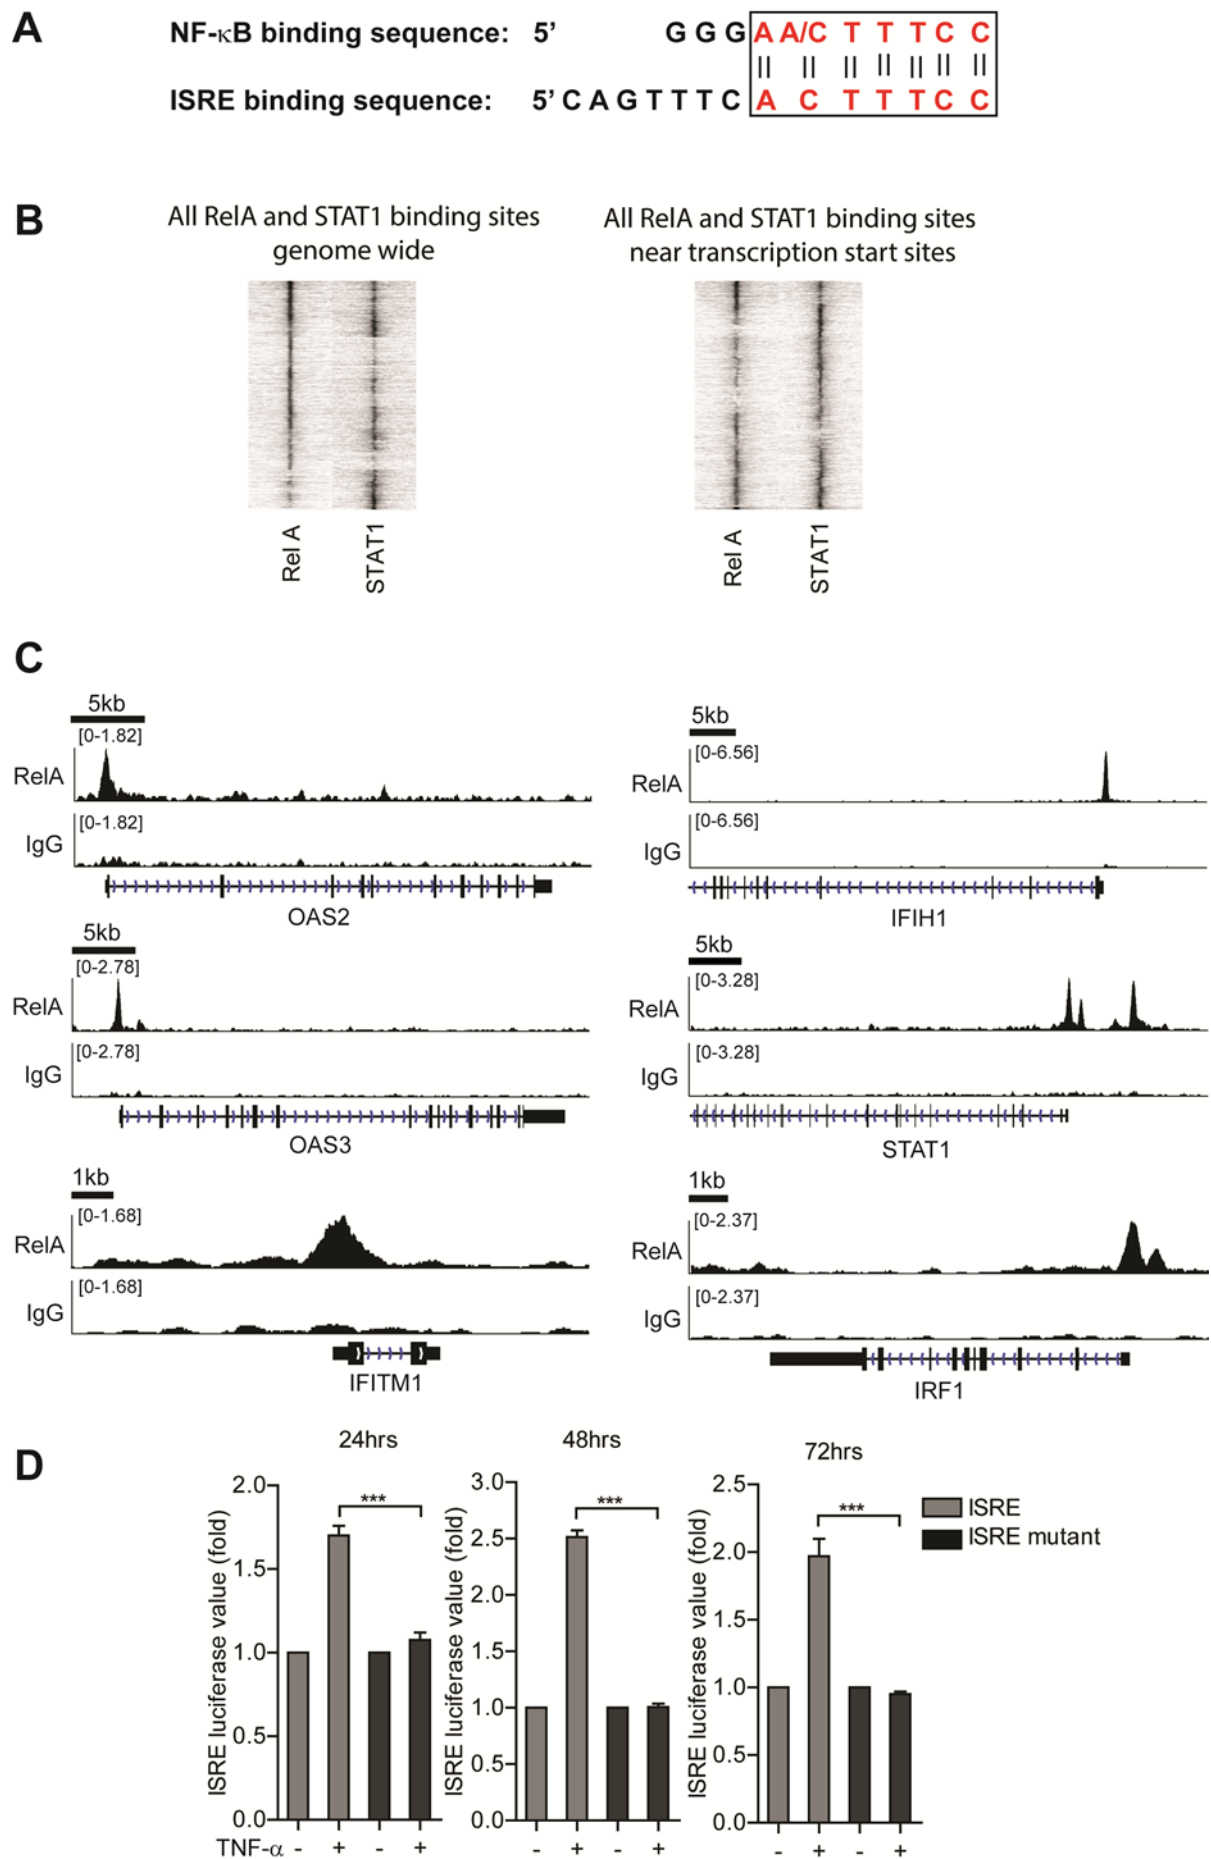 A
NF-κB binding sequence: 5' G G G A A/C T T T C C
ISRE binding sequence: 5' C A G T T T C A C T T T C C
B
All RelA and STAT1 binding sites
genome wide
All RelA and STAT1 binding sites
near transcription start sites
Rel A
STAT1
Rel A
STAT1
C
5kb
[0-1.82]
RelA
[0-1.82]
IgG
OAS2
5kb
[0-6.56]
RelA
[0-6.56]
IgG
IFIH1
5kb
[0-2.78]
RelA
[0-2.78]
IgG
OAS3
5kb
[0-3.28]
RelA
[0-3.28]
IgG
STAT1
1kb
[0-1.68]
RelA
[0-1.68]
IgG
IFITM1
1kb
[0-2.37]
RelA
[0-2.37]
IgG
IRF1
D
24hrs
ISRE luciferase value (fold)
2.0
1.5
1.0
0.5
0.0
***
TNF-α - + - +
48hrs
ISRE luciferase value (fold)
3.0
2.5
2.0
1.5
1.0
0.5
0.0
***
- + - +
72hrs
ISRE luciferase value (fold)
2.5
2.0
1.5
1.0
0.5
0.0
***
- + - +
ISRE
ISRE mutant